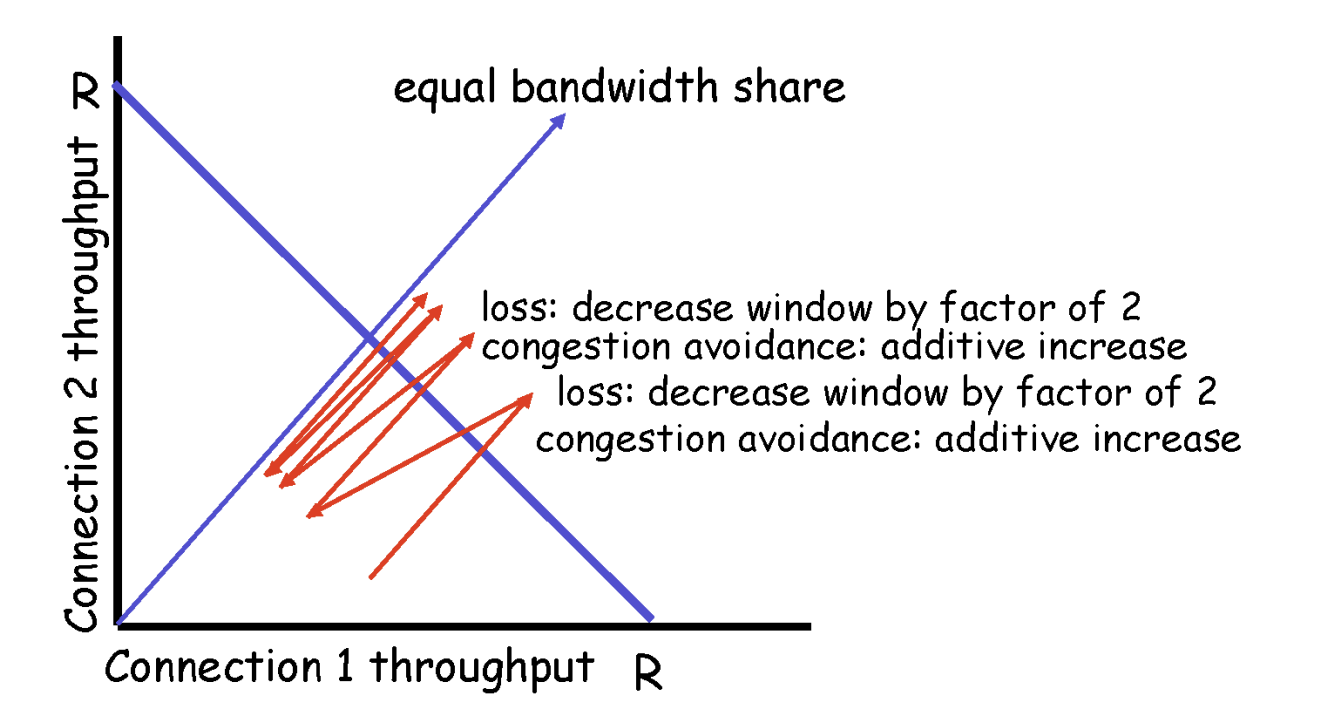 R
equal bandwidth share
Connection 2 throughput
loss: decrease window by factor of 2
congestion avoidance: additive increase
loss: decrease window by factor of 2
congestion avoidance: additive increase
Connection 1 throughput
R